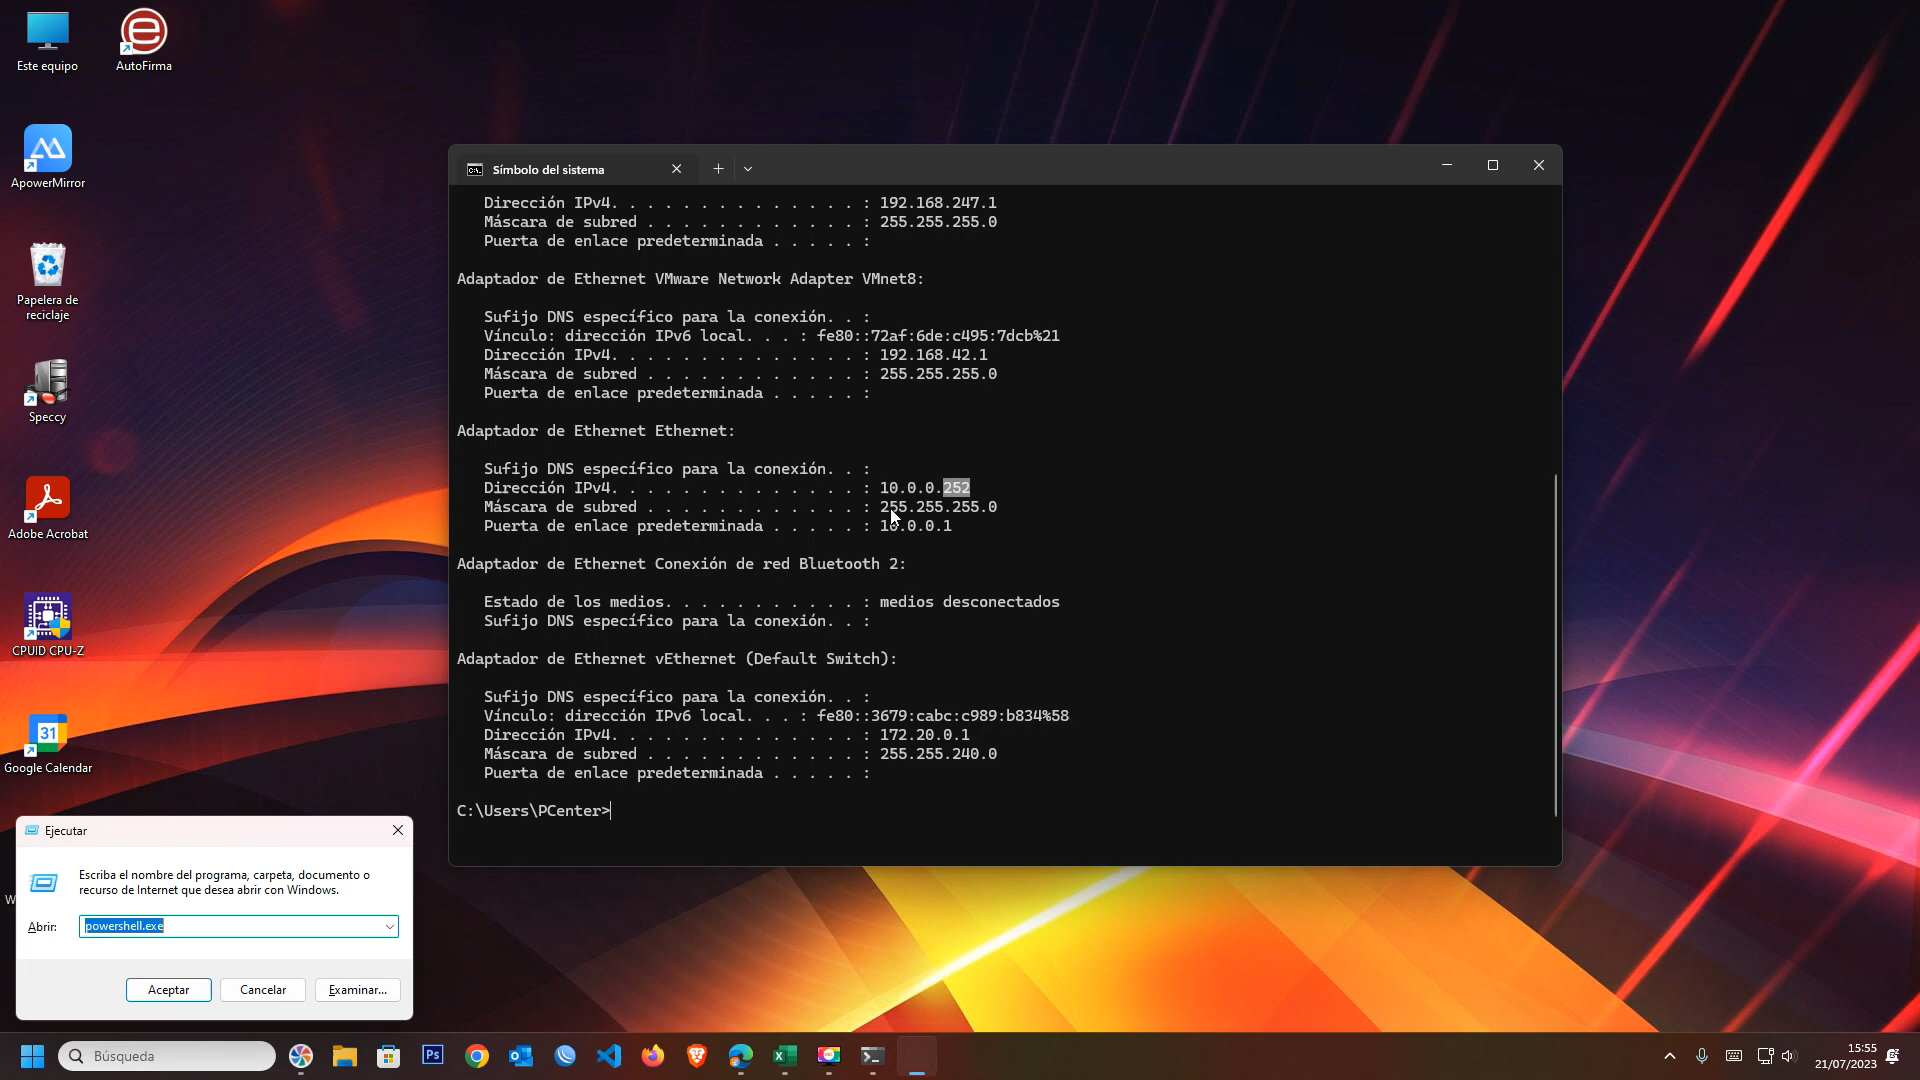 Este equipo
AutoFirma
ApowerMirror
Papelera de
reciclaje
Speccy
Adobe Acrobat
CPUID CPU-Z
31
Google Calendar
Símbolo del sistema
Dirección IPv4. . . . . . . . . . . . . . : 192.168.247.1
Máscara de subred . . . . . . . . . . . . : 255.255.255.0
Puerta de enlace predeterminada . . . . . :
Adaptador de Ethernet VMware Network Adapter VMnet8:
Sufijo DNS específico para la conexión. . :
Vínculo: dirección IPv6 local. . . : fe80::72af:6de:c495:7dcb%21
Dirección IPv4. . . . . . . . . . . . . . : 192.168.42.1
Máscara de subred . . . . . . . . . . . . : 255.255.255.0
Puerta de enlace predeterminada . . . . . :
Adaptador de Ethernet Ethernet:
Sufijo DNS específico para la conexión. . :
Dirección IPv4. . . . . . . . . . . . . . : 10.0.0.252
Máscara de subred . . . . . . . . . . . . : 255.255.255.0
Puerta de enlace predeterminada . . . . . : 10.0.0.1
Adaptador de Ethernet Conexión de red Bluetooth 2:
Estado de los medios. . . . . . . . . . . : medios desconectados
Sufijo DNS específico para la conexión. . :
Adaptador de Ethernet vEthernet (Default Switch):
Sufijo DNS específico para la conexión. . :
Vínculo: dirección IPv6 local. . . : fe80::3679:cabc:c989:b834%58
Dirección IPv4. . . . . . . . . . . . . . : 172.20.0.1
Máscara de subred . . . . . . . . . . . . : 255.255.240.0
Puerta de enlace predeterminada . . . . . :
C:\Users\PCenter>
Ejecutar
Escriba el nombre del programa, carpeta, documento o
recurso de Internet que desea abrir con Windows.
Abrir: powershell.exe
Aceptar Cancelar Examinar...
Búsqueda
Ps
15:55
21/07/2023